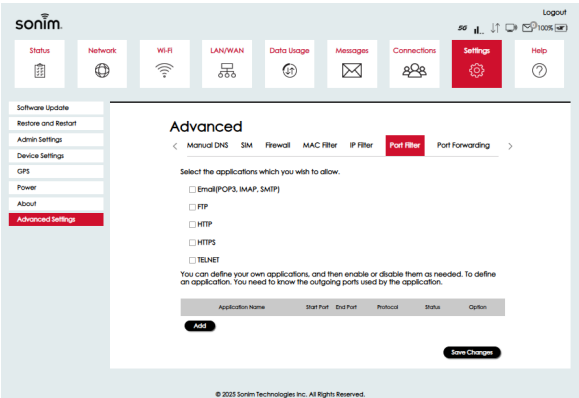 Logout
sonim.
5G 100%
Status Network Wi-Fi LAN/WAN Data Usage Messages Connections Settings Help
Software Update
Restore and Restart
Admin Settings
Device Settings
GPS
Power
About
Advanced Settings
Advanced
Manual DNS SIM Firewall MAC Filter IP Filter Port Filter Port Forwarding
Select the applications which you wish to allow.
Email(POP3, IMAP, SMTP)
FTP
HTTP
HTTPS
TELNET
You can define your own applications, and then enable or disable them as needed. To define
an application. You need to know the outgoing ports used by the application.
Application Name Start Port End Port Protocol Status Option
Add
Save Changes
© 2025 Sonim Technologies Inc. All Rights Reserved.